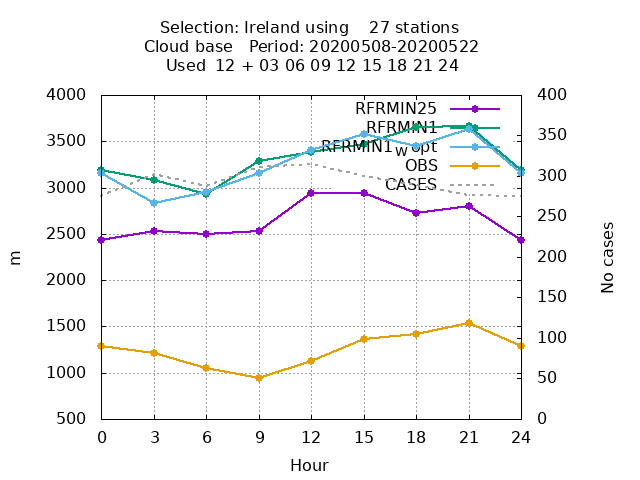 Selection: Ireland using 27 stations
Cloud base Period: 20200508-20200522
Used 12 + 03 06 09 12 15 18 21 24
4000
3500
3000
2500
2000
1500
1000
500
m
400
350
300
250
200
150
100
50
0
No cases
RFRMIN25
RFRMIN1
RFRMIN1wopt
OBS
CASES
0 3 6 9 12 15 18 21 24
Hour